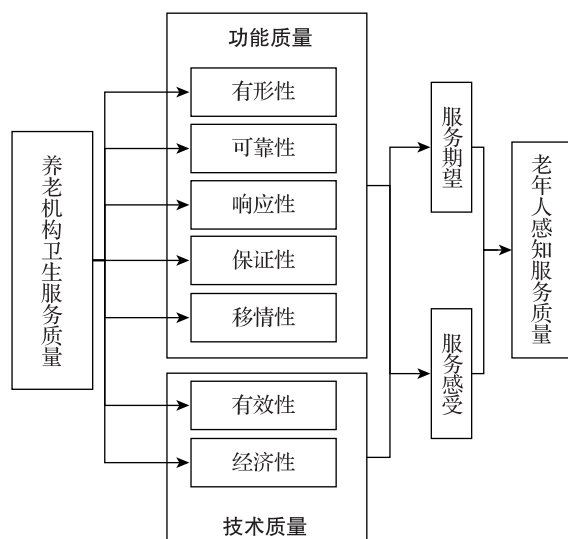 养老机构卫生服务质量
功能质量
有形性
可靠性
响应性
保证性
移情性
有效性
经济性
技术质量
服务期望
服务感受
老年人感知服务质量